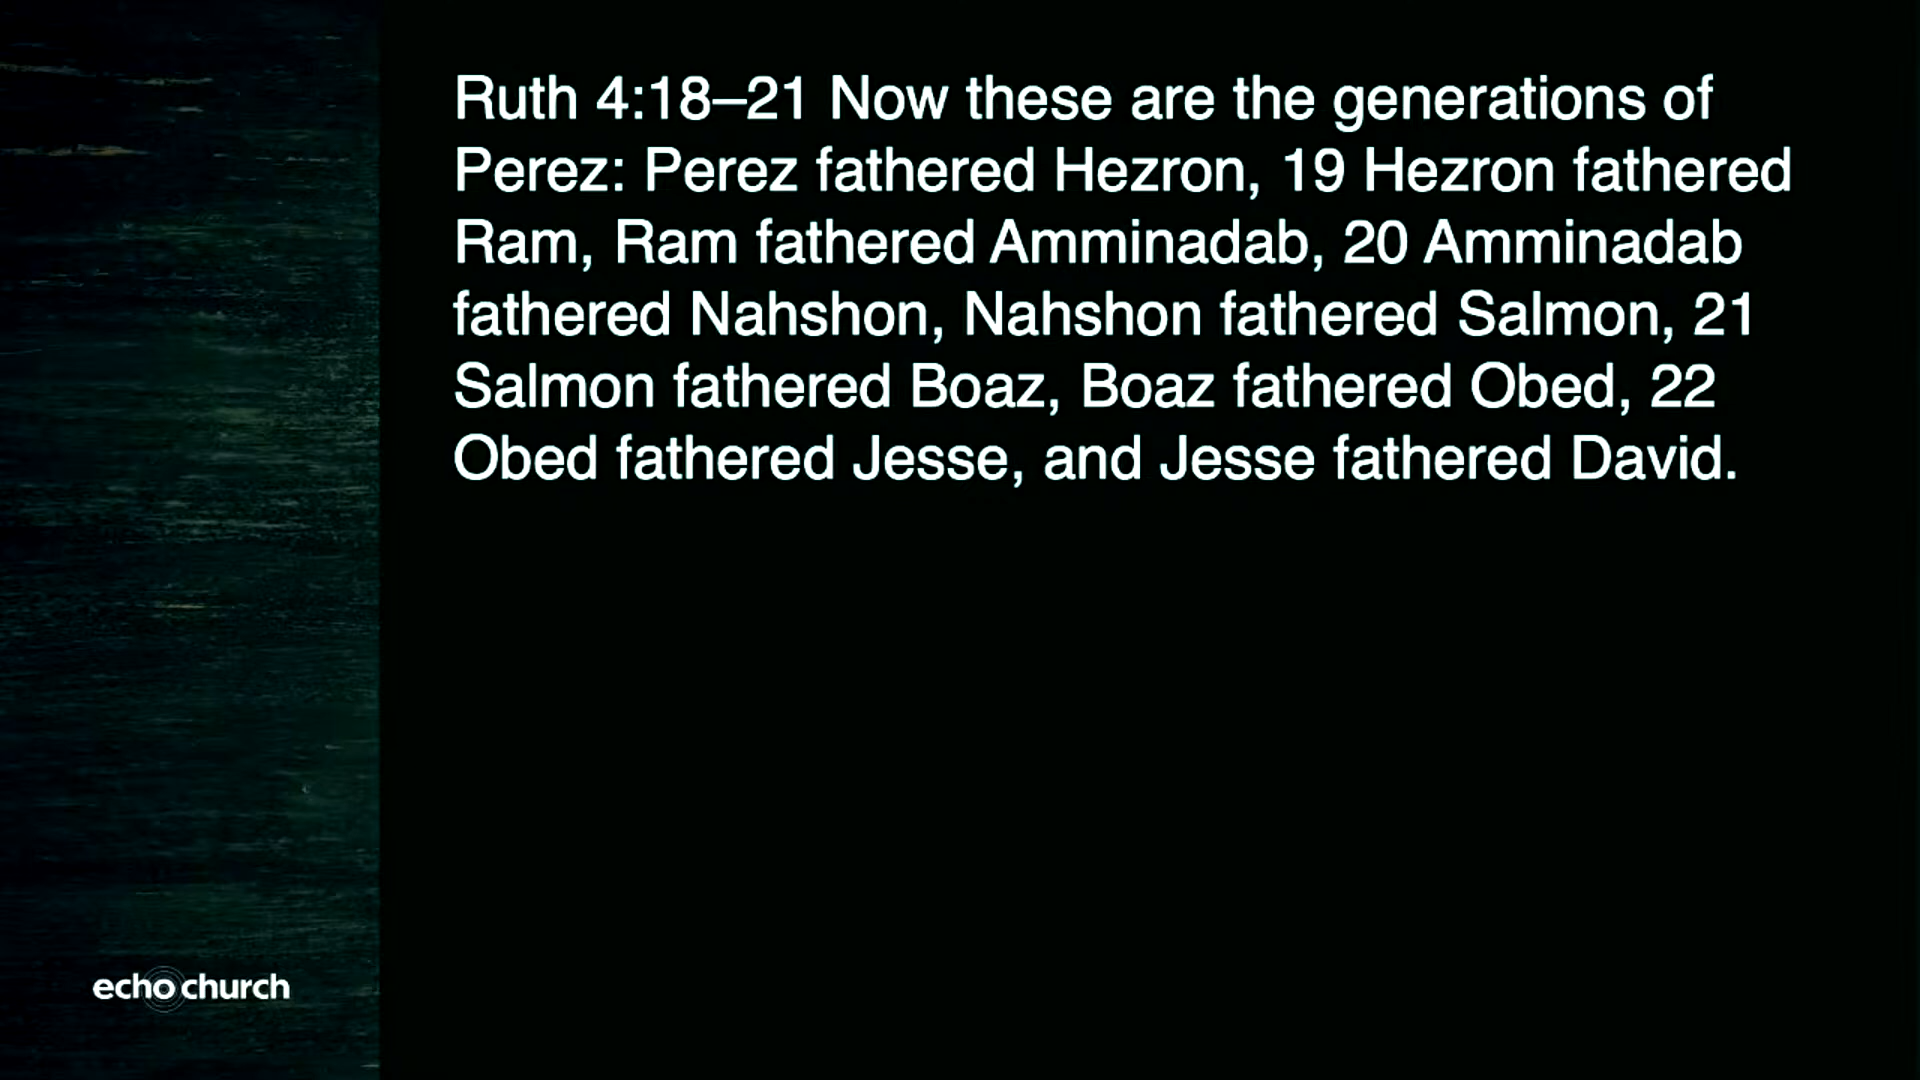 Ruth 4:18–21 Now these are the generations of
Perez: Perez fathered Hezron, 19 Hezron fathered
Ram, Ram fathered Amminadab, 20 Amminadab
fathered Nahshon, Nahshon fathered Salmon, 21
Salmon fathered Boaz, Boaz fathered Obed, 22
Obed fathered Jesse, and Jesse fathered David.
echo church